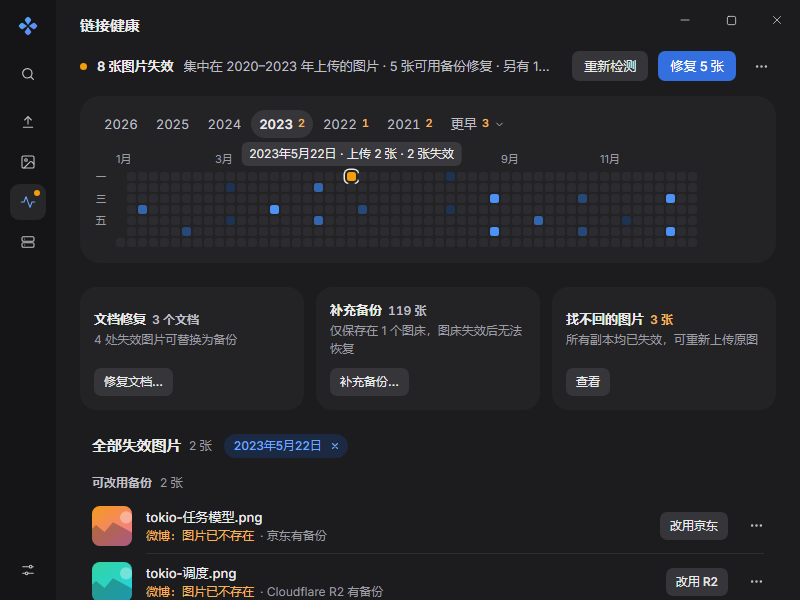 链接健康
8 张图片失效 集中在 2020–2023 年上传的图片 · 5 张可用备份修复 · 另有 1...
重新检测
修复 5 张
2026 2025 2024 2023 2 2022 1 2021 2 更早 3
1月 3月 9月 11月
2023年5月22日 · 上传 2 张 · 2 张失效
一
三
五
文档修复 3 个文档
4 处失效图片可替换为备份
修复文档...
补充备份 119 张
仅保存在 1 个图床，图床失效后无法
恢复
补充备份...
找不回的图片 3 张
所有副本均已失效，可重新上传原图
查看
全部失效图片 2 张 2023年5月22日 ×
可改用备份 2 张
tokio-任务模型.png
微博：图片已不存在 · 京东有备份
改用京东
tokio-调度.png
微博：图片已不存在 · Cloudflare R2 有备份
改用 R2